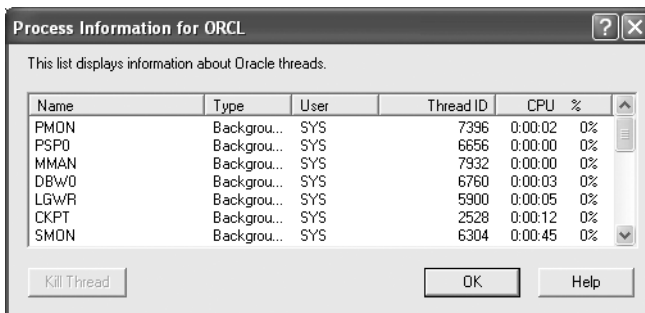 Process Information for ORCL
This list displays information about Oracle threads.
Name Type User Thread ID CPU %
PMON Backgrou... SYS 7396 0:00:02 0%
PSP0 Backgrou... SYS 6656 0:00:00 0%
MMAN Backgrou... SYS 7932 0:00:00 0%
DBW0 Backgrou... SYS 6760 0:00:03 0%
LGWR Backgrou... SYS 5900 0:00:05 0%
CKPT Backgrou... SYS 2528 0:00:12 0%
SMON Backgrou... SYS 6304 0:00:45 0%
Kill Thread OK Help